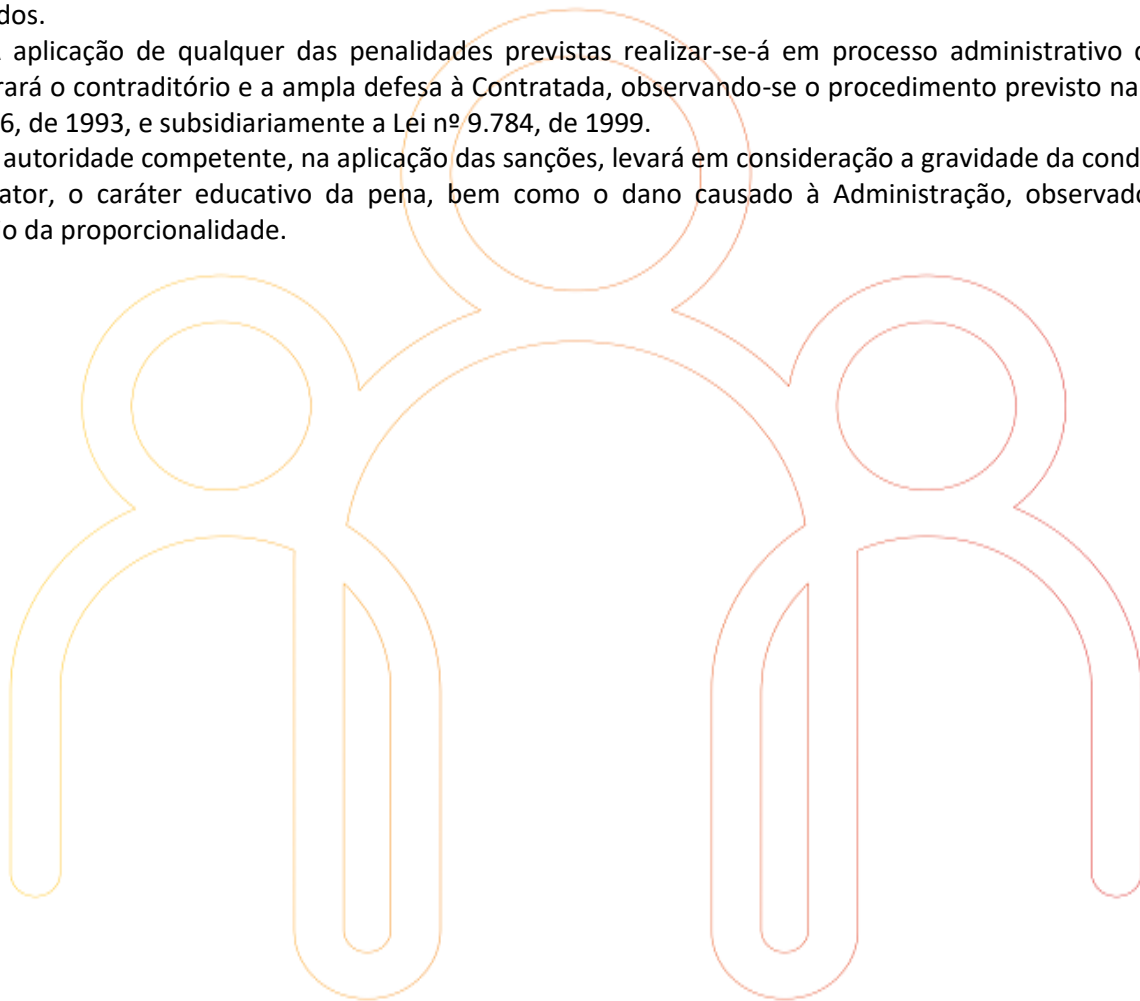 dos.
aplicação de qualquer das penalidades previstas realizar-se-á em processo administrativo
rará o contraditório e a ampla defesa à Contratada, observando-se o procedimento previsto na
6, de 1993, e subsidiariamente a Lei nº 9.784, de 1999.
autoridade competente, na aplicação das sanções, levará em consideração a gravidade da cond
ator, o caráter educativo da pena, bem como o dano causado à Administração, observado
io da proporcionalidade.